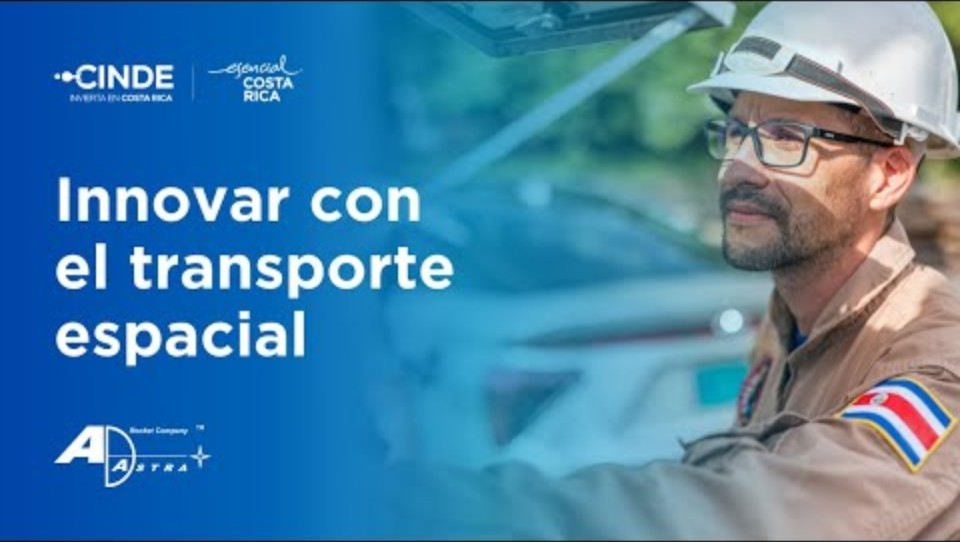 CINDE
INVIERTA EN COSTA RICA
esencial
COSTA
RICA
Innovar con
el transporte
espacial
AD
Rocket Company ™
ASTRA